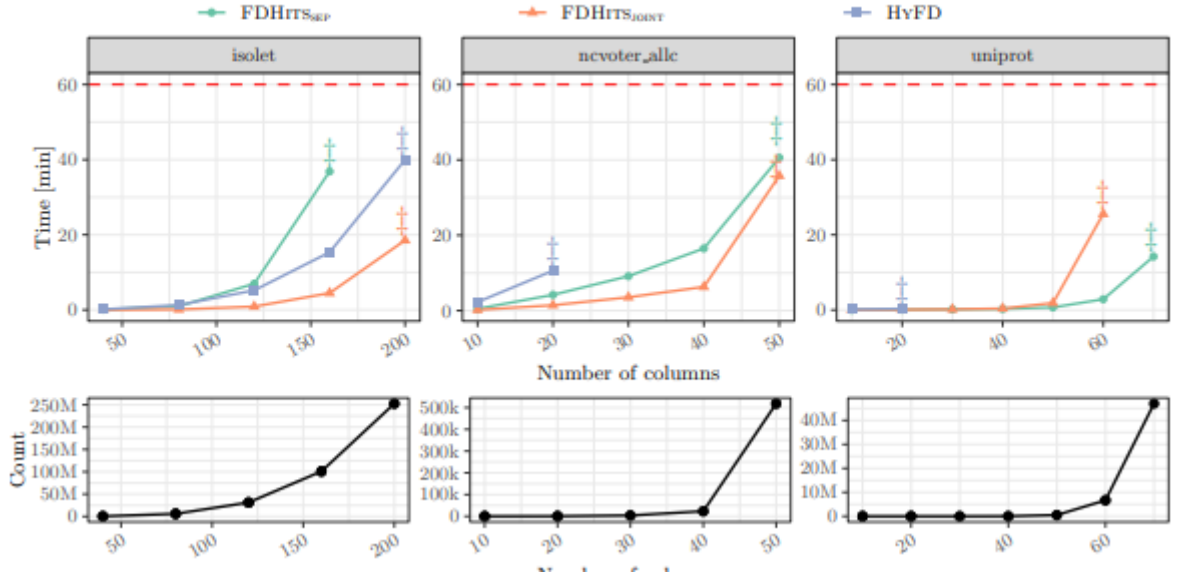 FDHITS_SEP FDHITS_JOINT HYFD
isolet ncvoter_allc uniprot
Time [min]
60
40
20
0
‡ ‡ ‡
‡ ‡ ‡
‡ ‡ ‡
50 100 150 200
10 20 30 40 50
20 40 60
Number of columns
Count
250M
200M
150M
100M
50M
0
500k
400k
300k
200k
100k
0
40M
30M
20M
10M
0
50 100 150 200
10 20 30 40 50
20 40 60